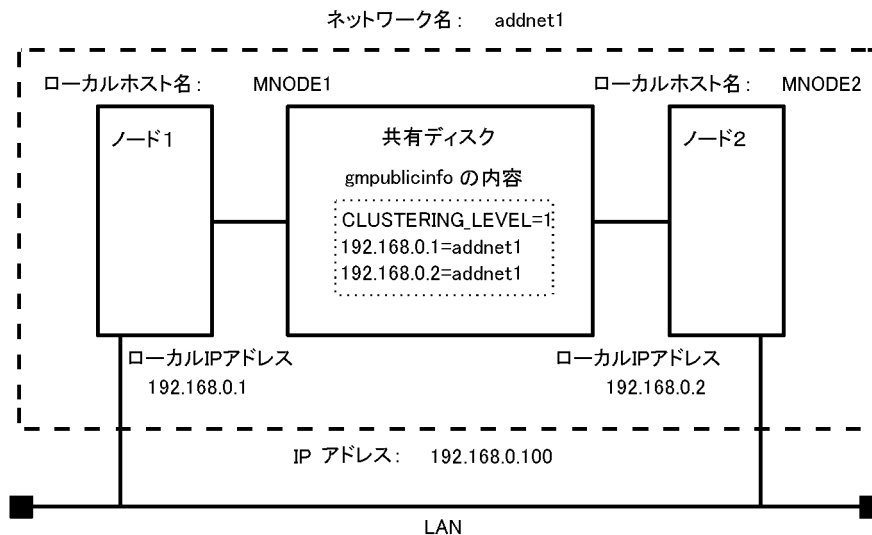 ネットワーク名： addnet1
ローカルホスト名： MNODE1
ローカルホスト名： MNODE2
ノード１
共有ディスク
ノード２
gmpublicinfo の内容
CLUSTERING_LEVEL=1
192.168.0.1=addnet1
192.168.0.2=addnet1
ローカルIPアドレス
192.168.0.1
ローカルIPアドレス
192.168.0.2
IP アドレス： 192.168.0.100
LAN